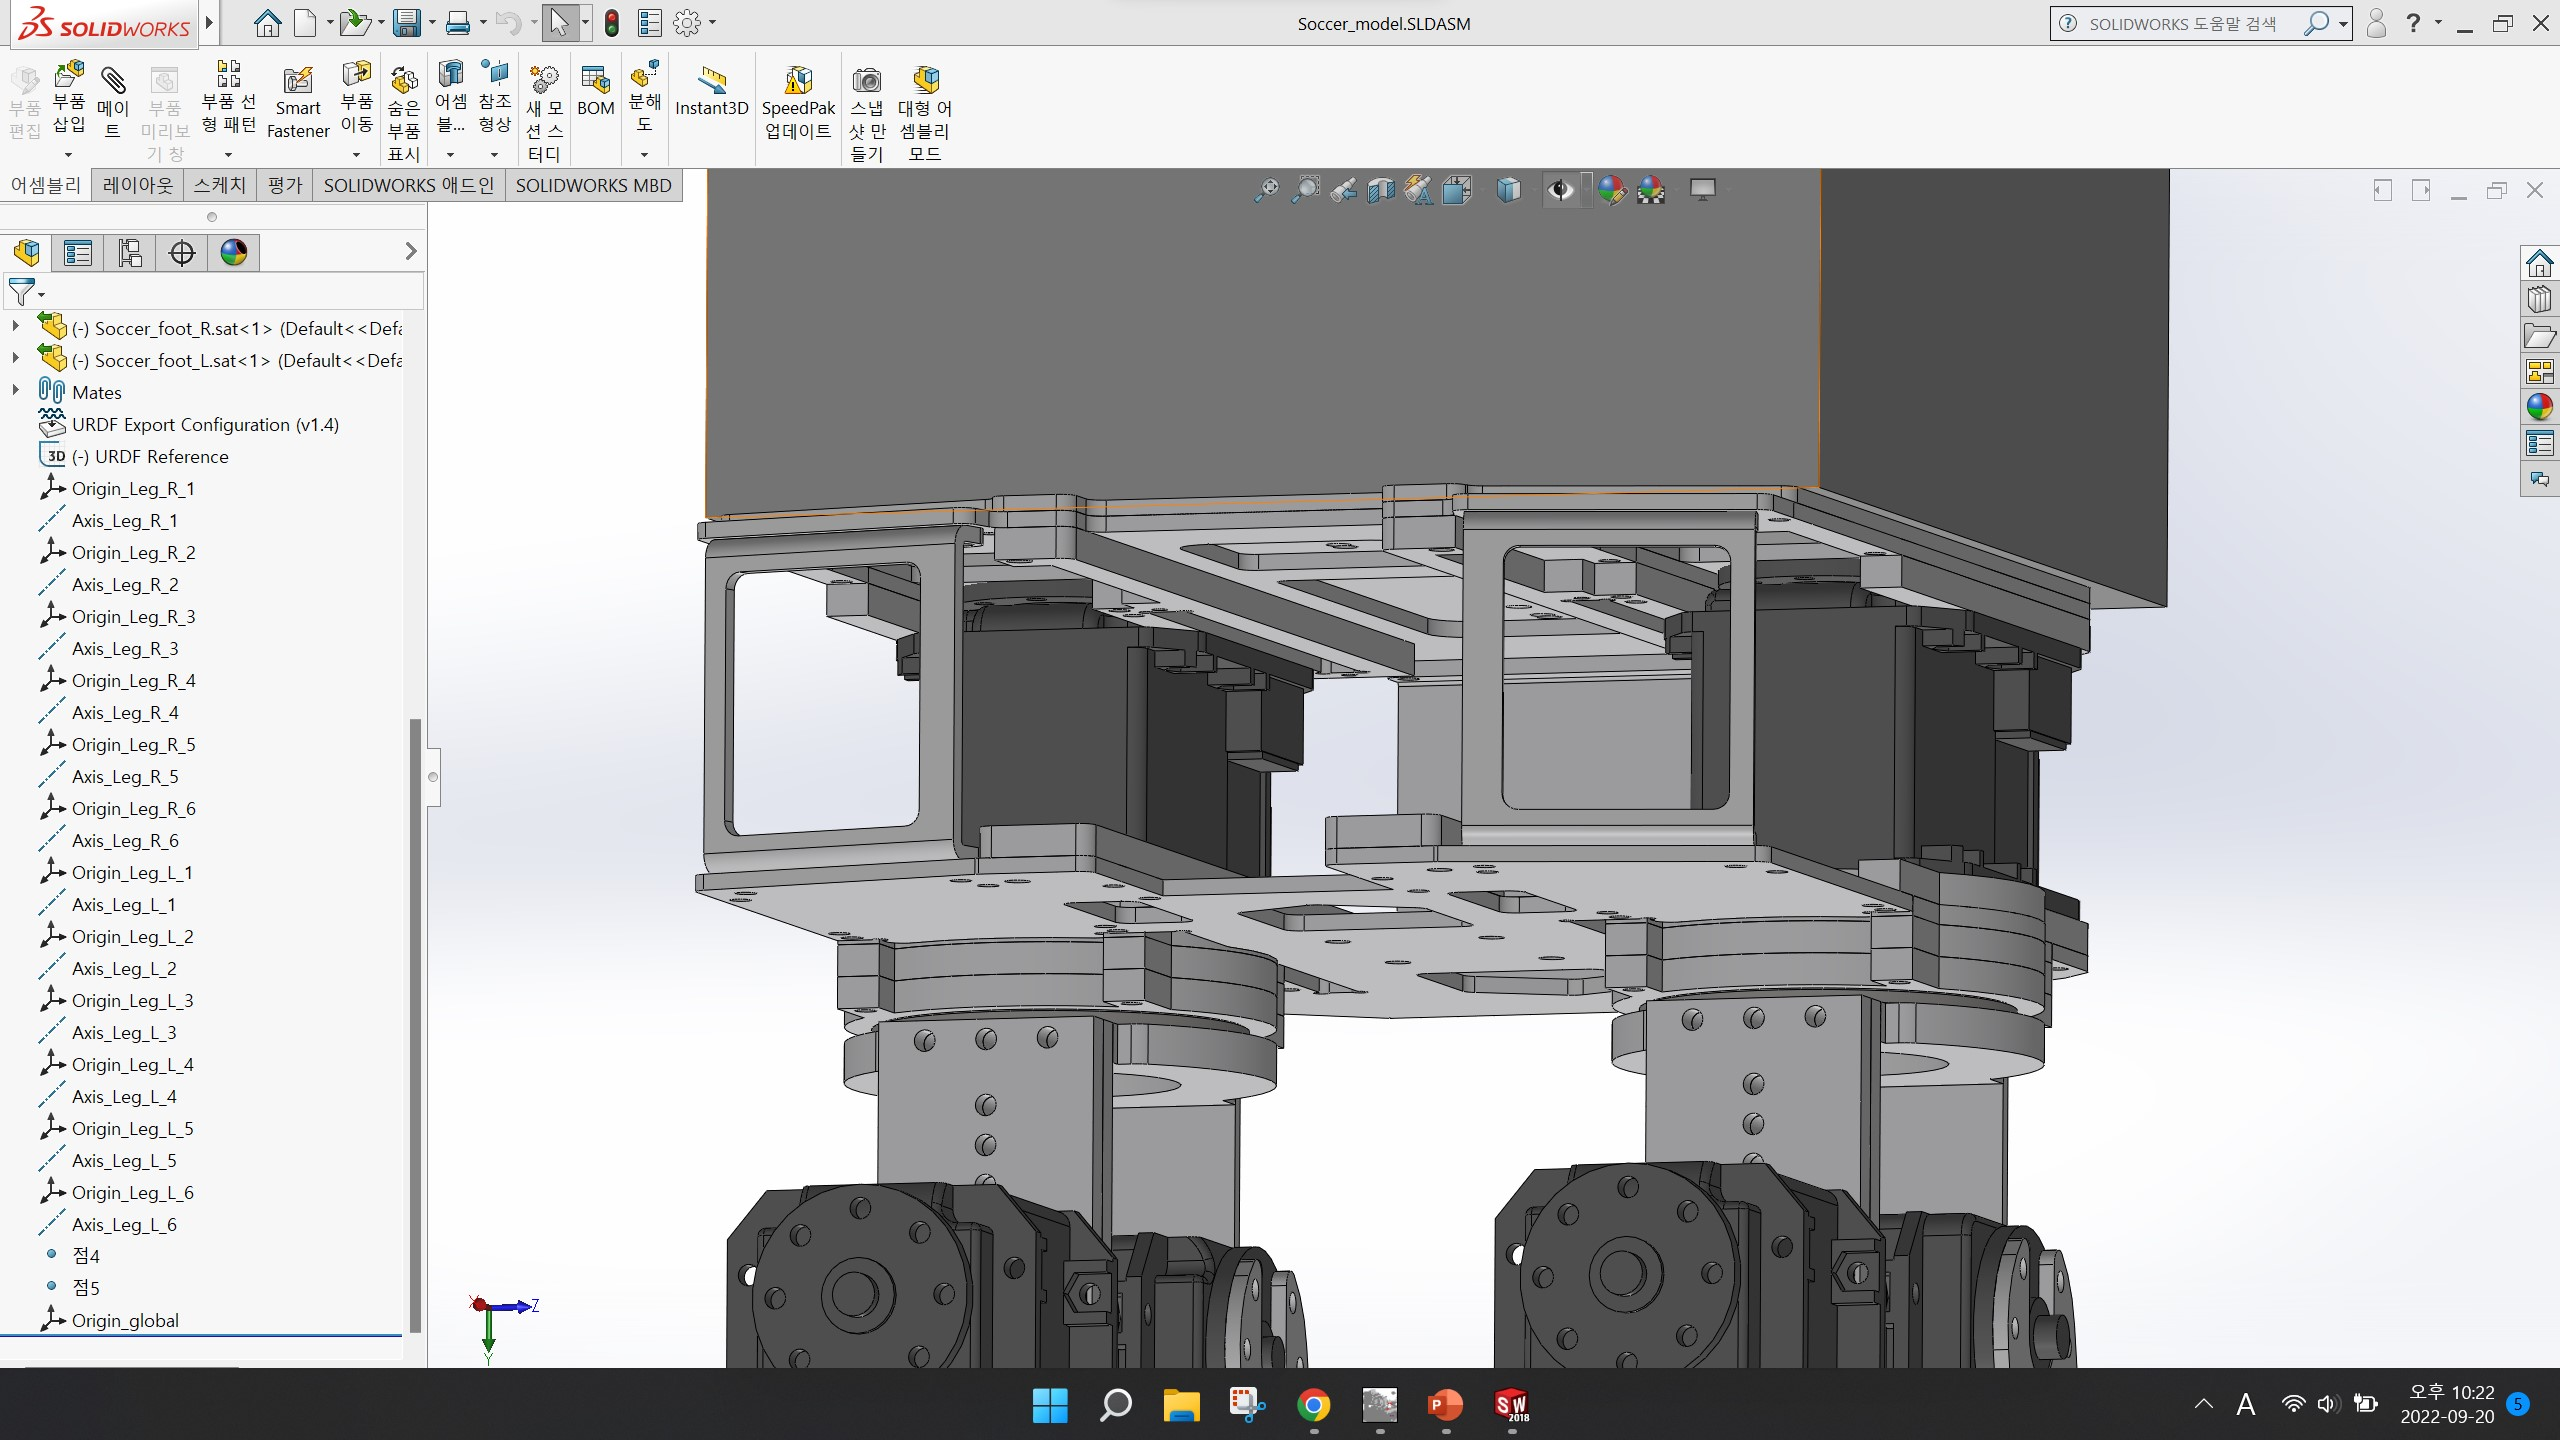 SOLIDWORKS
Soccer_model.SLDASM
SOLIDWORKS 도움말 검색
부품
편집
부품
삽입
메이
트
부품
미리보
기 창
부품 선
형 패턴
Smart
Fastener
부품
이동
숨은
부품
표시
어셈
블...
참조
형상
새 모
션 스
터디
BOM
분해
도
Instant3D
SpeedPak
업데이트
스냅
샷 만
들기
대형 어
셈블리
모드
어셈블리
레이아웃
스케치
평가
SOLIDWORKS 애드인
SOLIDWORKS MBD
(-) Soccer_foot_R.sat<1> (Default<<Defa
(-) Soccer_foot_L.sat<1> (Default<<Defa
Mates
URDF Export Configuration (v1.4)
3D (-) URDF Reference
Origin_Leg_R_1
Axis_Leg_R_1
Origin_Leg_R_2
Axis_Leg_R_2
Origin_Leg_R_3
Axis_Leg_R_3
Origin_Leg_R_4
Axis_Leg_R_4
Origin_Leg_R_5
Axis_Leg_R_5
Origin_Leg_R_6
Axis_Leg_R_6
Origin_Leg_L_1
Axis_Leg_L_1
Origin_Leg_L_2
Axis_Leg_L_2
Origin_Leg_L_3
Axis_Leg_L_3
Origin_Leg_L_4
Axis_Leg_L_4
Origin_Leg_L_5
Axis_Leg_L_5
Origin_Leg_L_6
Axis_Leg_L_6
점4
점5
Origin_global
Z
Y
P
SW
2018
A
오후 10:22
2022-09-20
5